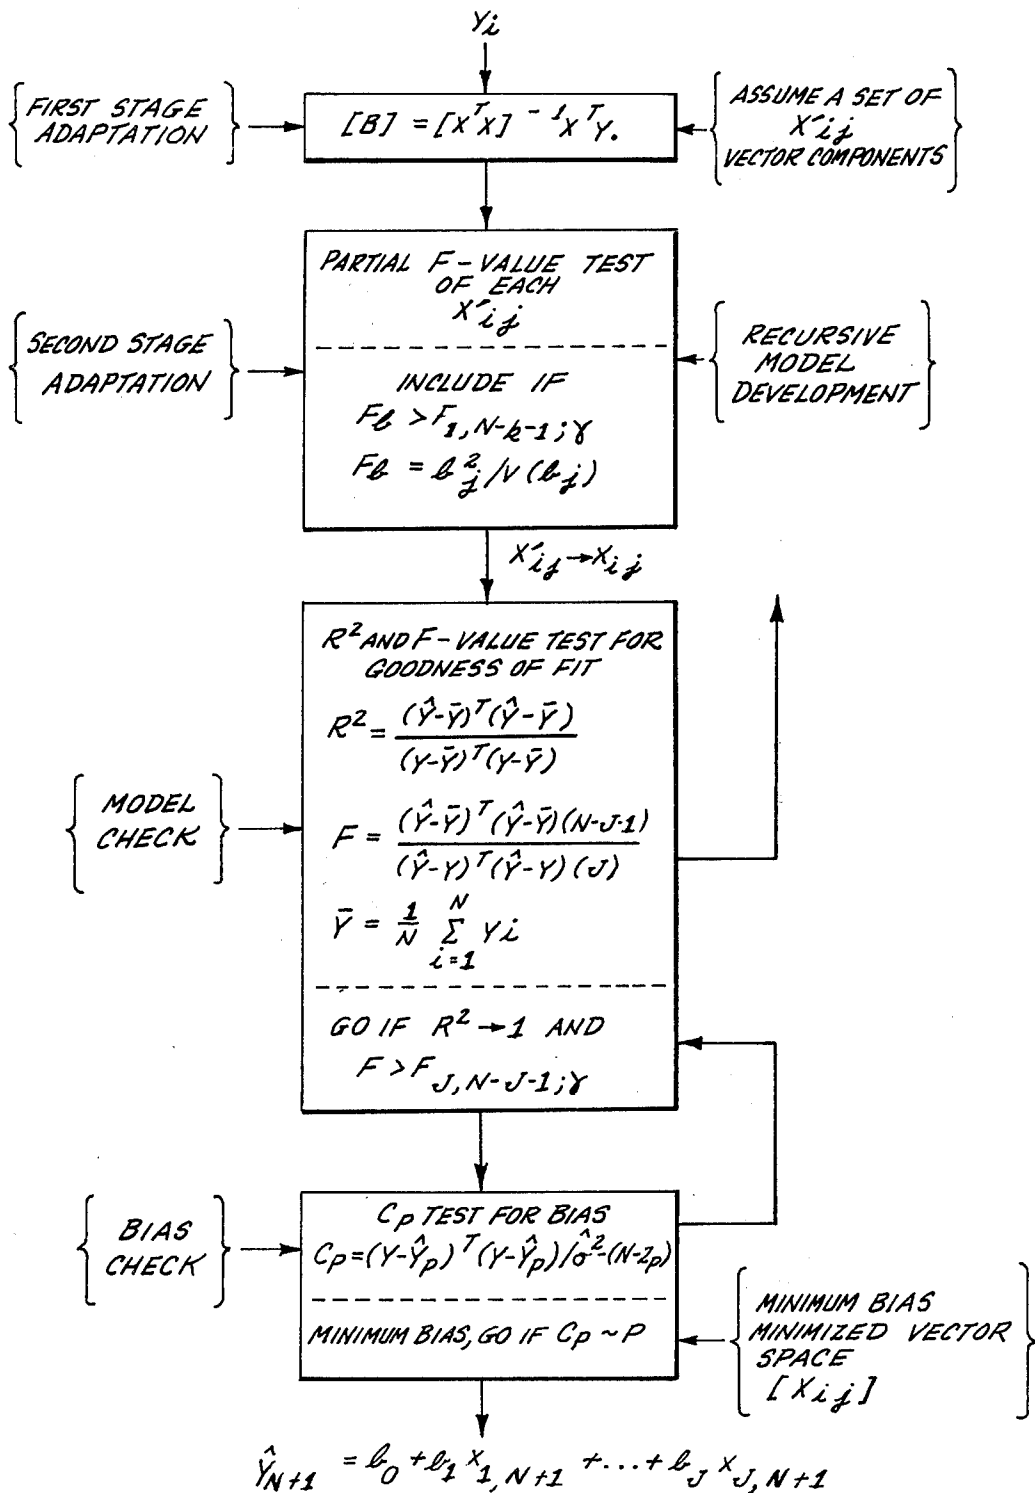 Yi
{FIRST STAGE ADAPTATION}
[B] = [XᵀX]⁻¹XᵀY.
{ASSUME A SET OF X′ij VECTOR COMPONENTS}
PARTIAL F-VALUE TEST
OF EACH
X′ij
{SECOND STAGE ADAPTATION}
{RECURSIVE MODEL DEVELOPMENT}
INCLUDE IF
Fb > F1, N-k-1; γ
Fb = b²j / V(bj)
X′ij → Xij
R² AND F-VALUE TEST FOR
GOODNESS OF FIT
R² = (Ŷ-Ȳ)ᵀ(Ŷ-Ȳ) / (Y-Ȳ)ᵀ(Y-Ȳ)
{MODEL CHECK}
F = (Ŷ-Ȳ)ᵀ(Ŷ-Ȳ)(N-J-1) / (Ŷ-Y)ᵀ(Ŷ-Y)(J)
Ȳ = 1/N Σ i=1 N Yi
GO IF R² → 1 AND
F > F J, N-J-1; γ
{BIAS CHECK}
Cp TEST FOR BIAS
Cp = (Y-Ŷp)ᵀ(Y-Ŷp)/σ̂²-(N-2p)
MINIMUM BIAS, GO IF Cp ~ P
{MINIMUM BIAS MINIMIZED VECTOR SPACE [Xij]}
ŶN+1 = b0 + b1 x1, N+1 + ... + bJ xJ, N+1